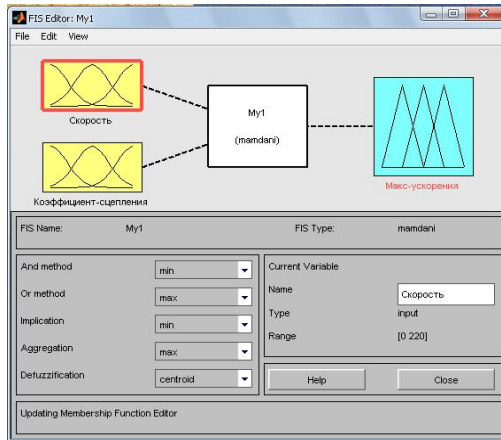 FIS Editor: My1
File Edit View
Скорость
Коэффициент-сцепления
My1
(mamdani)
Макс-ускорения
FIS Name: My1 FIS Type: mamdani
And method min
Or method max
Implication min
Aggregation max
Defuzzification centroid
Current Variable
Name Скорость
Type input
Range [0 220]
Help Close
Updating Membership Function Editor